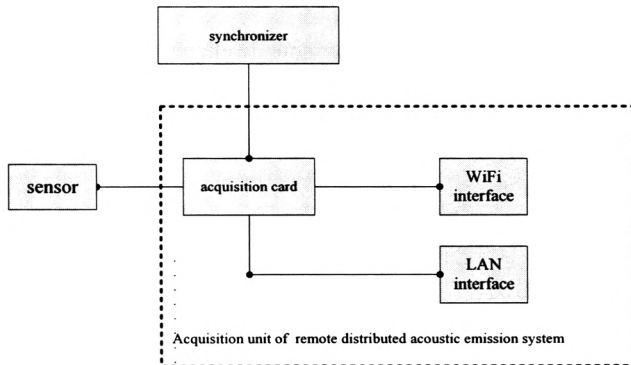 synchronizer
sensor
acquisition card
WiFi
interface
LAN
interface
Acquisition unit of remote distributed acoustic emission system